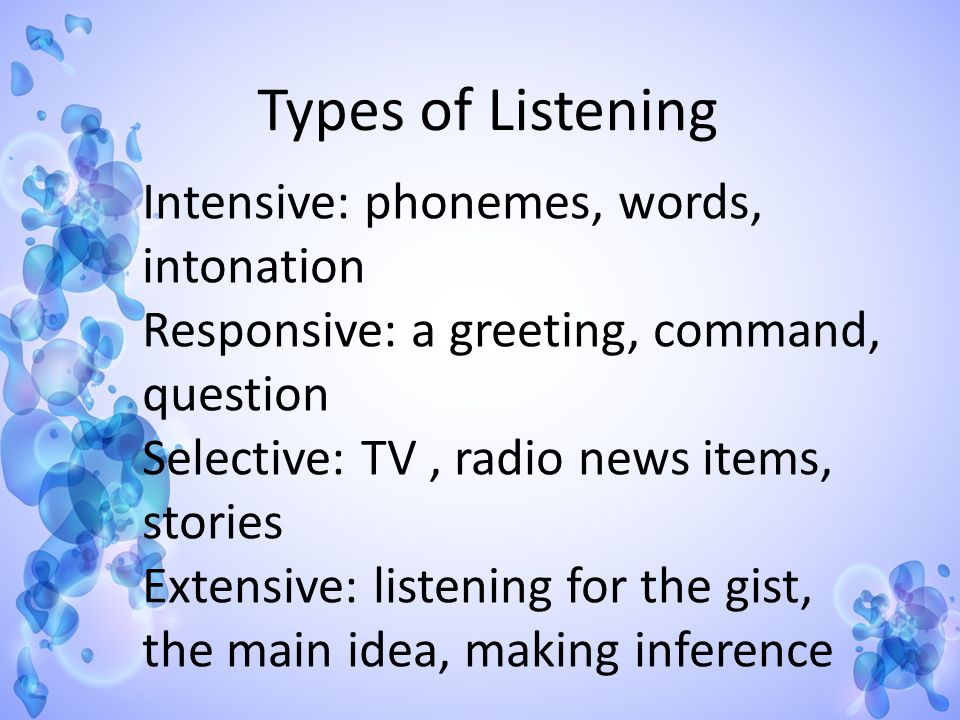 Types of Listening
Intensive: phonemes, words,
intonation
Responsive: a greeting, command,
question
Selective: TV , radio news items,
stories
Extensive: listening for the gist,
the main idea, making inference